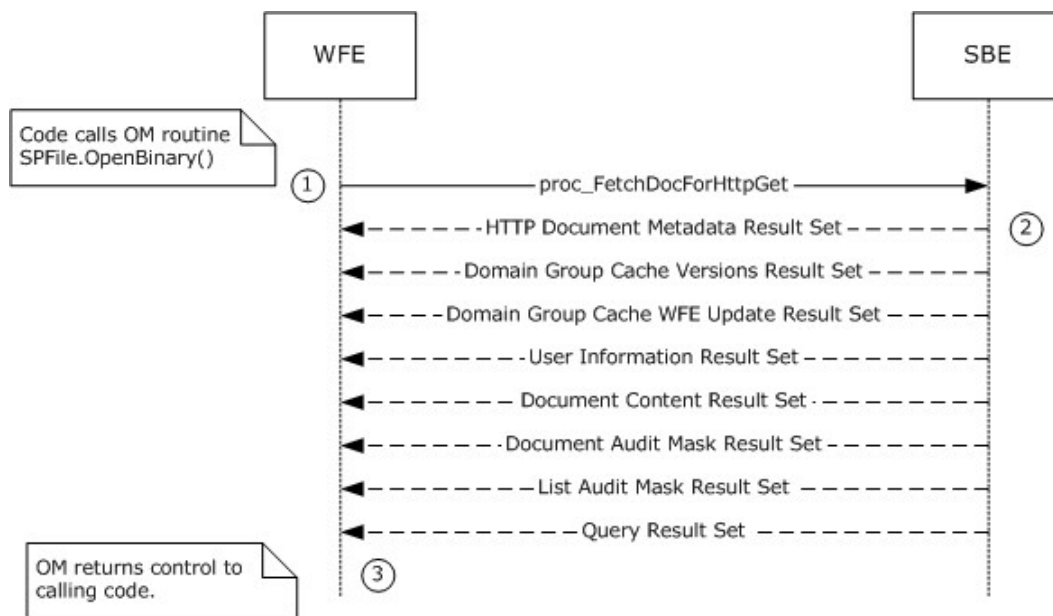 WFE
SBE
Code calls OM routine
SPFile.OpenBinary()
1
proc_FetchDocForHttpGet
HTTP Document Metadata Result Set
2
Domain Group Cache Versions Result Set
Domain Group Cache WFE Update Result Set
User Information Result Set
Document Content Result Set
Document Audit Mask Result Set
List Audit Mask Result Set
Query Result Set
OM returns control to
calling code.
3